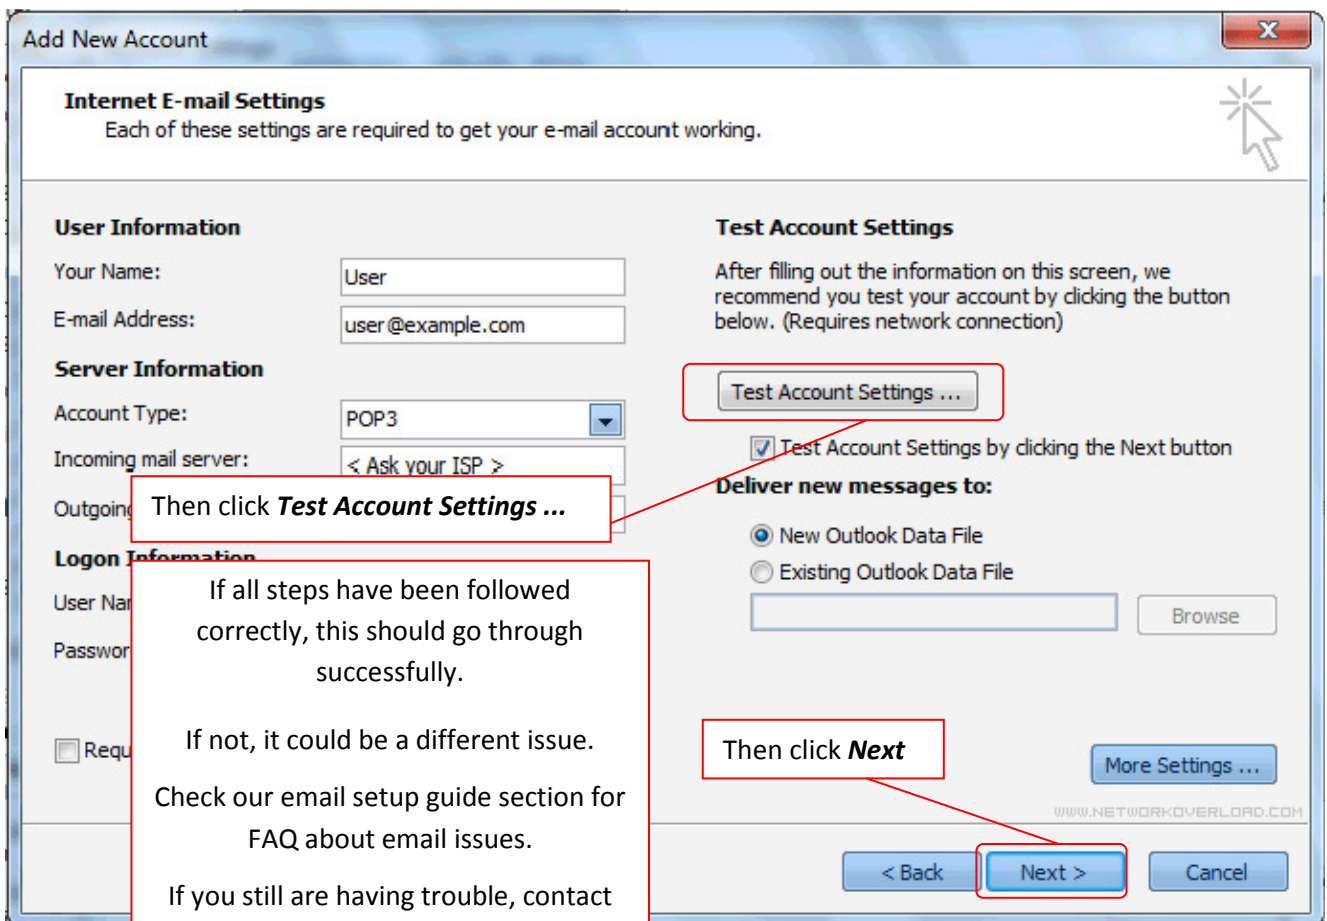 Add New Account
Internet E-mail Settings
Each of these settings are required to get your e-mail account working.
User Information
Your Name:
User
E-mail Address:
user@example.com
Server Information
Account Type:
POP3
Incoming mail server:
< Ask your ISP >
Outgoing
Then click Test Account Settings ...
Logon Information
User Nar
Passwor
Requ
If all steps have been followed
correctly, this should go through
successfully.
If not, it could be a different issue.
Check our email setup guide section for
FAQ about email issues.
If you still are having trouble, contact
Test Account Settings
After filling out the information on this screen, we
recommend you test your account by clicking the button
below. (Requires network connection)
Test Account Settings ...
Test Account Settings by clicking the Next button
Deliver new messages to:
New Outlook Data File
Existing Outlook Data File
Browse
Then click Next
More Settings ...
WWW.NETWORKOVERLOAD.COM
< Back
Next >
Cancel